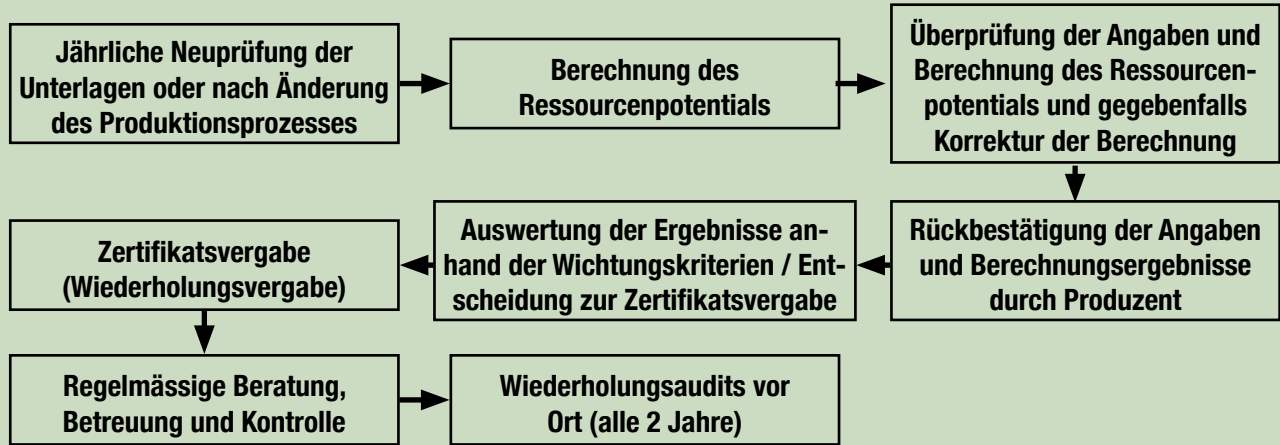 Jährliche Neuprüfung der
Unterlagen oder nach Änderung
des Produktionsprozesses
Berechnung des
Ressourcenpotentials
Überprüfung der Angaben und
Berechnung des Ressourcen-
potentials und gegebenfalls
Korrektur der Berechnung
Rückbestätigung der Angaben
und Berechnungsergebnisse
durch Produzent
Auswertung der Ergebnisse an-
hand der Wichtungskriterien / Ent-
scheidung zur Zertifikatsvergabe
Zertifikatsvergabe
(Wiederholungsvergabe)
Regelmässige Beratung,
Betreuung und Kontrolle
Wiederholungsaudits vor
Ort (alle 2 Jahre)